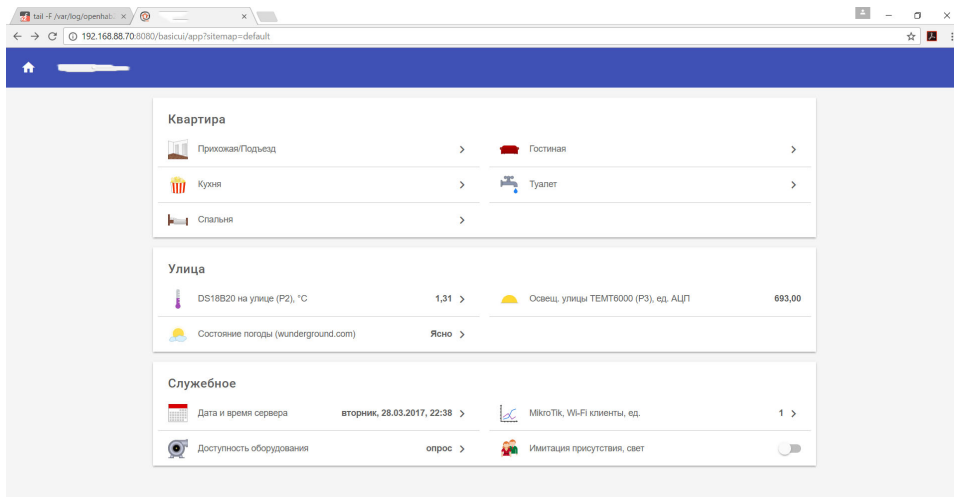 tail -F /var/log/openhab
192.168.88.70:8080/basicui/app?sitemap=default
Квартира
Прихожая/Подъезд
Гостиная
Кухня
Туалет
Спальня
Улица
DS18B20 на улице (P2), °C 1,31
Освещ. улицы TEMT6000 (P3), ед. АЦП 693,00
Состояние погоды (wunderground.com) Ясно
Служебное
Дата и время сервера вторник, 28.03.2017, 22:38
MikroTik, Wi-Fi клиенты, ед. 1
Доступность оборудования опрос
Имитация присутствия, свет